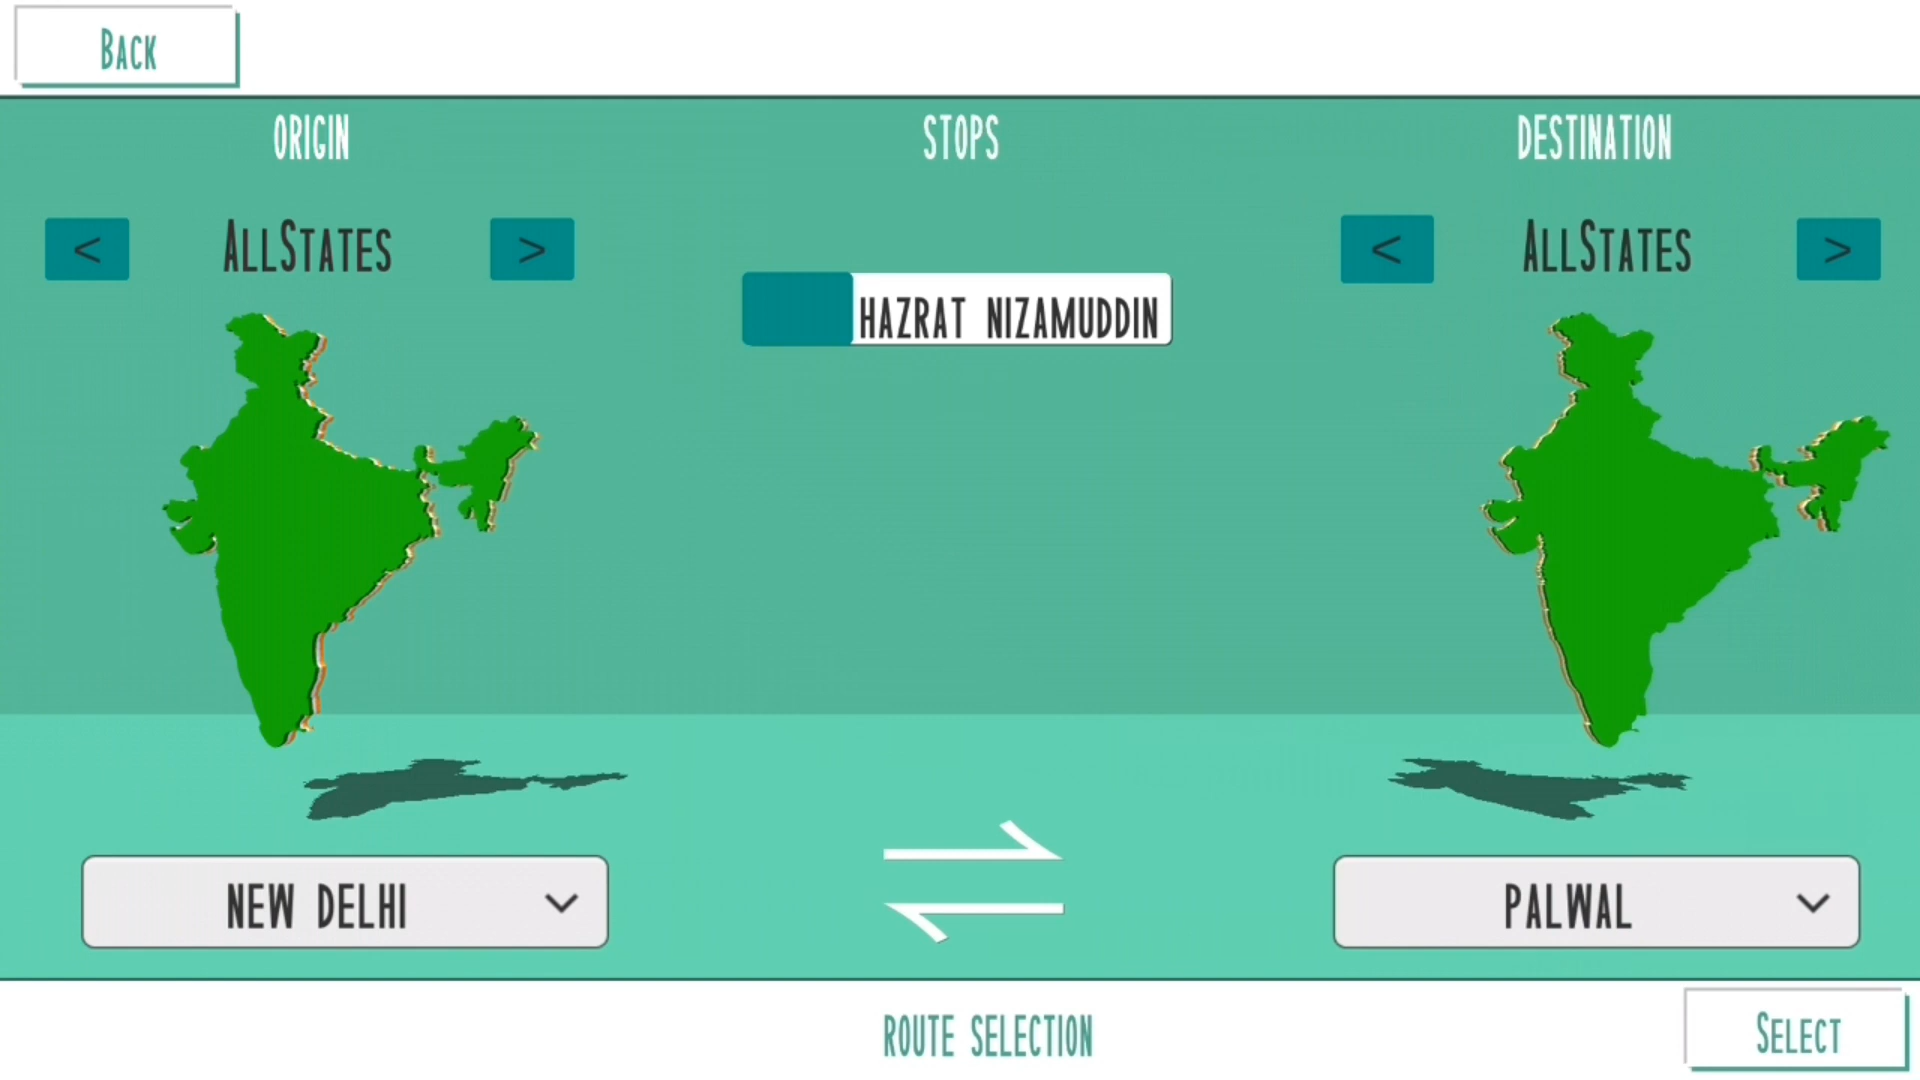 BACK
ORIGIN
STOPS
DESTINATION
<
ALLSTATES
>
<
ALLSTATES
>
HAZRAT NIZAMUDDIN
NEW DELHI
PALWAL
ROUTE SELECTION
SELECT